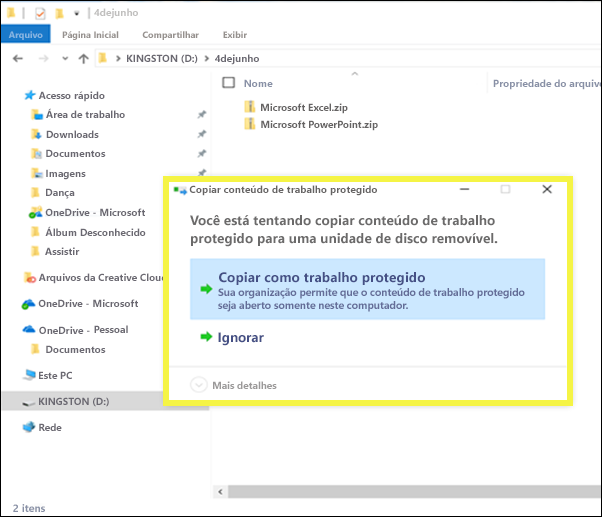 4dejunho
Arquivo Página Inicial Compartilhar Exibir
KINGSTON (D:) 4dejunho
Nome Propriedade do arquivo
Acesso rápido
Área de trabalho
Downloads
Documentos
Imagens
Dança
OneDrive - Microsoft
Álbum Desconhecido
Assistir
Arquivos da Creative Cloud
OneDrive - Microsoft
OneDrive - Pessoal
Documentos
Este PC
KINGSTON (D:)
Rede
Microsoft Excel.zip
Microsoft PowerPoint.zip
Copiar conteúdo de trabalho protegido
Você está tentando copiar conteúdo de trabalho
protegido para uma unidade de disco removível.
Copiar como trabalho protegido
Sua organização permite que o conteúdo de trabalho protegido
seja aberto somente neste computador.
Ignorar
Mais detalhes
2 itens